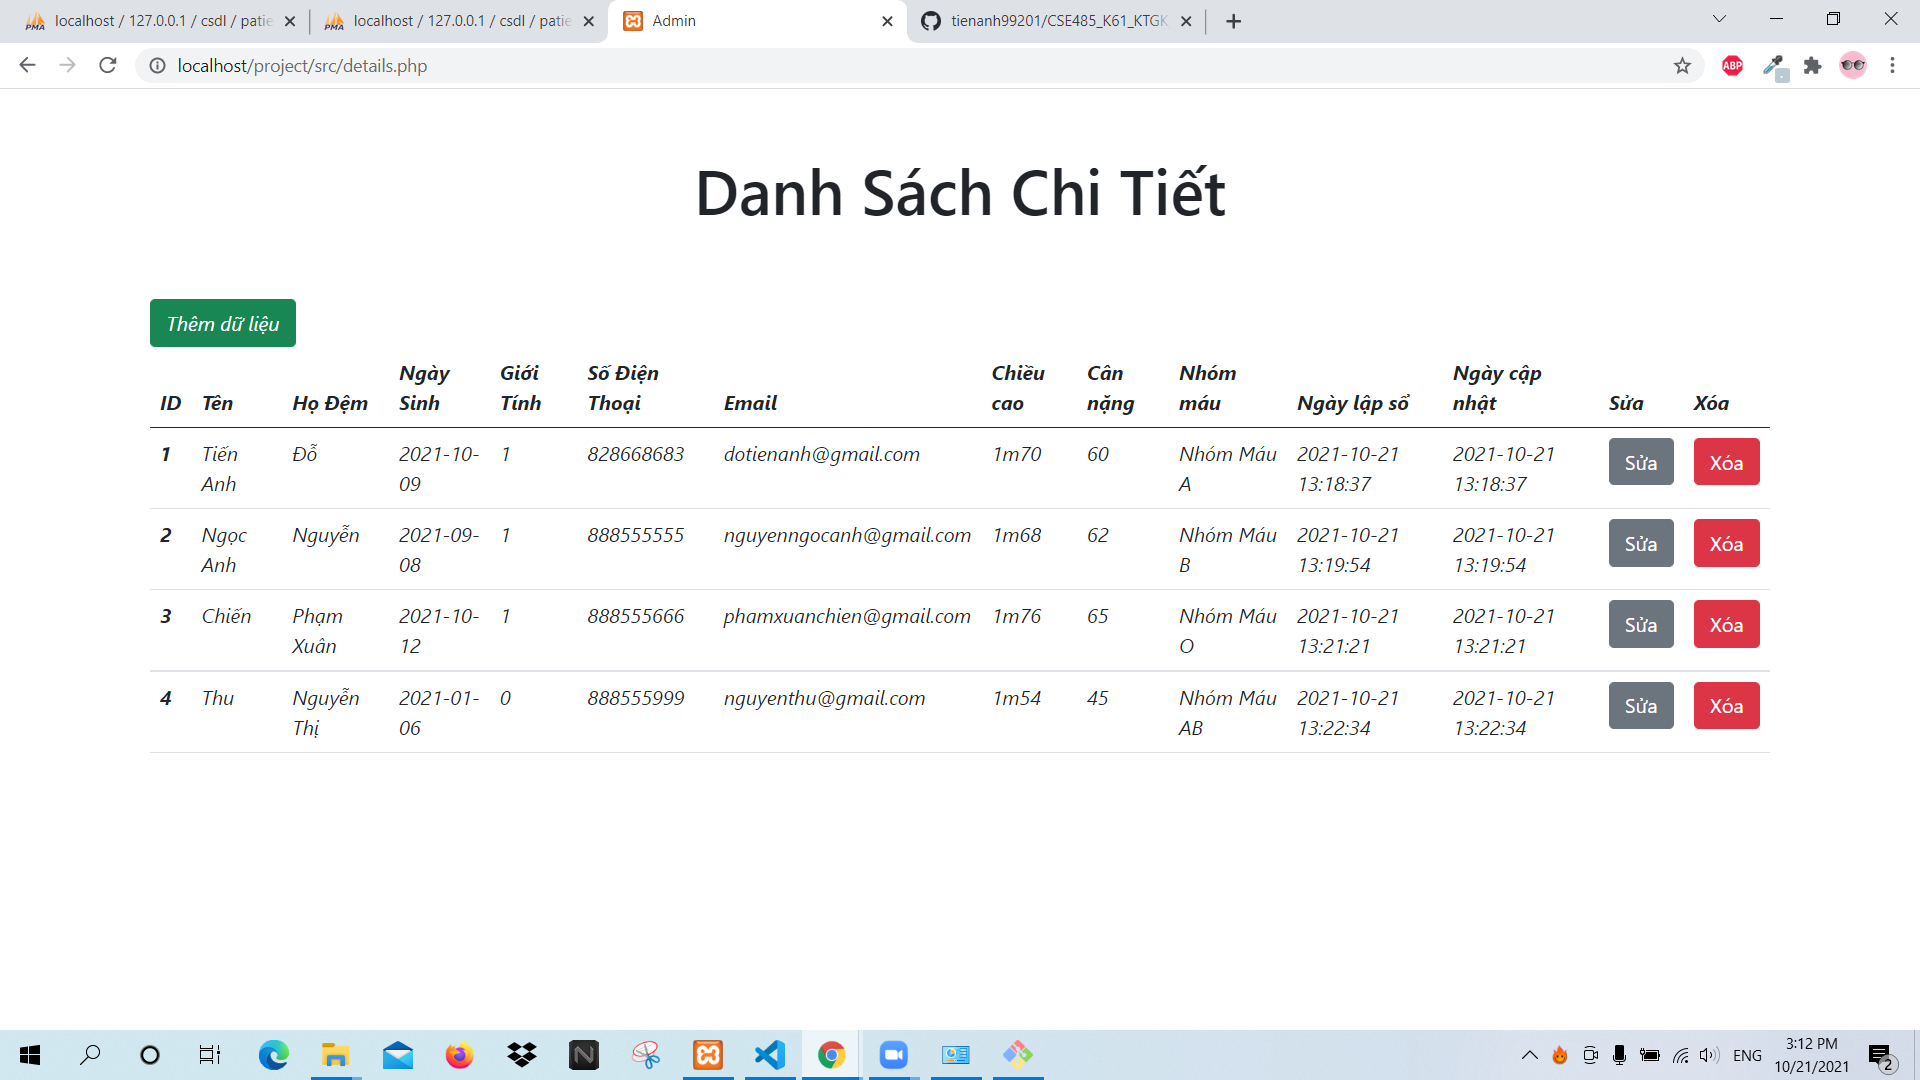 localhost / 127.0.0.1 / csdl / patie
localhost / 127.0.0.1 / csdl / patie
Admin
tienanh99201/CSE485_K61_KTGK
localhost/project/src/details.php
ABP
Danh Sách Chi Tiết
Thêm dữ liệu
ID Tên Họ Đệm Ngày Sinh Giới Tính Số Điện Thoại Email Chiều cao Cân nặng Nhóm máu Ngày lập sổ Ngày cập nhật Sửa Xóa
1 Tiến Anh Đỗ 2021-10-09 1 828668683 dotienanh@gmail.com 1m70 60 Nhóm Máu A 2021-10-21 13:18:37 2021-10-21 13:18:37 Sửa Xóa
2 Ngọc Anh Nguyễn 2021-09-08 1 888555555 nguyenngocanh@gmail.com 1m68 62 Nhóm Máu B 2021-10-21 13:19:54 2021-10-21 13:19:54 Sửa Xóa
3 Chiến Phạm Xuân 2021-10-12 1 888555666 phamxuanchien@gmail.com 1m76 65 Nhóm Máu O 2021-10-21 13:21:21 2021-10-21 13:21:21 Sửa Xóa
4 Thu Nguyễn Thị 2021-01-06 0 888555999 nguyenthu@gmail.com 1m54 45 Nhóm Máu AB 2021-10-21 13:22:34 2021-10-21 13:22:34 Sửa Xóa
ENG
3:12 PM
10/21/2021
2